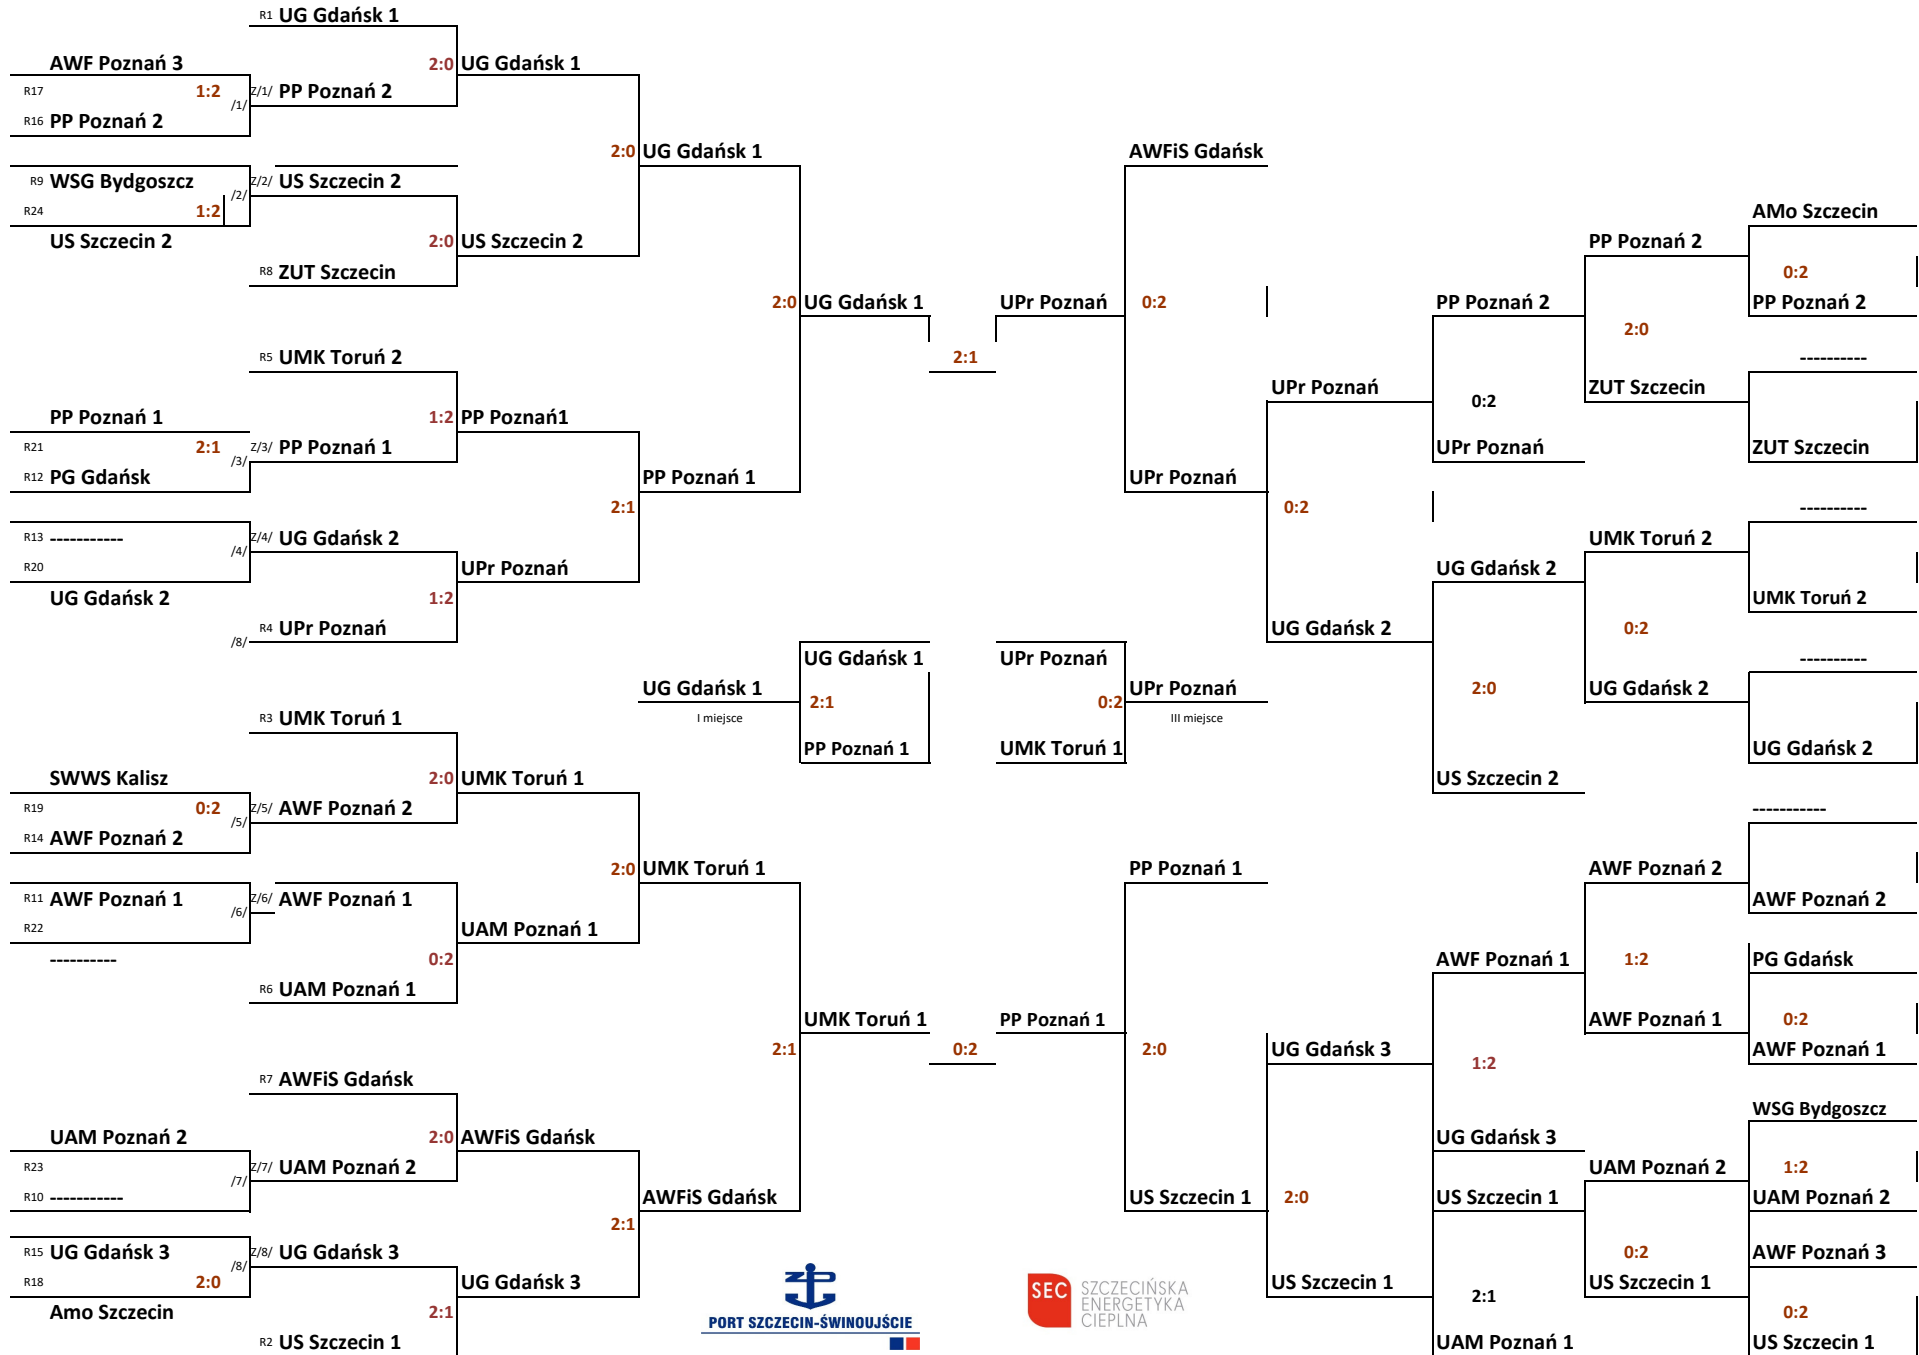 R1 UG Gdańsk 1
AWF Poznań 3
2:0 UG Gdańsk 1
R17 1:2 Z/1/ PP Poznań 2
/1/
R16 PP Poznań 2
2:0 UG Gdańsk 1
AWFiS Gdańsk
R9 WSG Bydgoszcz Z/2/ US Szczecin 2
/2/
R24 1:2
AMo Szczecin
US Szczecin 2
2:0 US Szczecin 2
PP Poznań 2
R8 ZUT Szczecin
0:2
2:0 UG Gdańsk 1
UPr Poznań 0:2
PP Poznań 2
PP Poznań 2
2:0
R5 UMK Toruń 2
2:1
----------
UPr Poznań
ZUT Szczecin
0:2
PP Poznań 1
1:2 PP Poznań1
R21 2:1 Z/3/ PP Poznań 1
/3/
UPr Poznań
ZUT Szczecin
R12 PG Gdańsk
PP Poznań 1
UPr Poznań
2:1
0:2
----------
R13 ----------- Z/4/ UG Gdańsk 2
/4/
UMK Toruń 2
R20
UPr Poznań
UG Gdańsk 2
UG Gdańsk 2
1:2
UMK Toruń 2
R4 UPr Poznań
/8/
UG Gdańsk 2
0:2
UG Gdańsk 1
UPr Poznań
----------
UG Gdańsk 1
UPr Poznań
2:0
UG Gdańsk 2
2:1
0:2
R3 UMK Toruń 1
I miejsce
III miejsce
PP Poznań 1
UMK Toruń 1
UG Gdańsk 2
SWWS Kalisz
2:0 UMK Toruń 1
US Szczecin 2
R19 0:2 Z/5/ AWF Poznań 2
/5/
-----------
R14 AWF Poznań 2
2:0 UMK Toruń 1
PP Poznań 1
AWF Poznań 2
R11 AWF Poznań 1 Z/6/ AWF Poznań 1
/6/
AWF Poznań 2
R22
UAM Poznań 1
----------
0:2
AWF Poznań 1
1:2
PG Gdańsk
R6 UAM Poznań 1
UMK Toruń 1
PP Poznań 1
AWF Poznań 1
0:2
2:1
0:2
2:0
UG Gdańsk 3
AWF Poznań 1
1:2
R7 AWFiS Gdańsk
WSG Bydgoszcz
UAM Poznań 2
2:0 AWFiS Gdańsk
UG Gdańsk 3
R23 Z/7/ UAM Poznań 2
/7/
UAM Poznań 2
1:2
R10 -----------
AWFiS Gdańsk
US Szczecin 1
2:0
US Szczecin 1
UAM Poznań 2
2:1
R15 UG Gdańsk 3 Z/8/ UG Gdańsk 3
/8/
0:2
AWF Poznań 3
R18 2:0
UG Gdańsk 3
US Szczecin 1
US Szczecin 1
SEC SZCZECIŃSKA
ENERGETYKA
CIEPLNA
2:1
Amo Szczecin
2:1
0:2
PORT SZCZECIN-ŚWINOUJŚCIE
R2 US Szczecin 1
UAM Poznań 1
US Szczecin 1